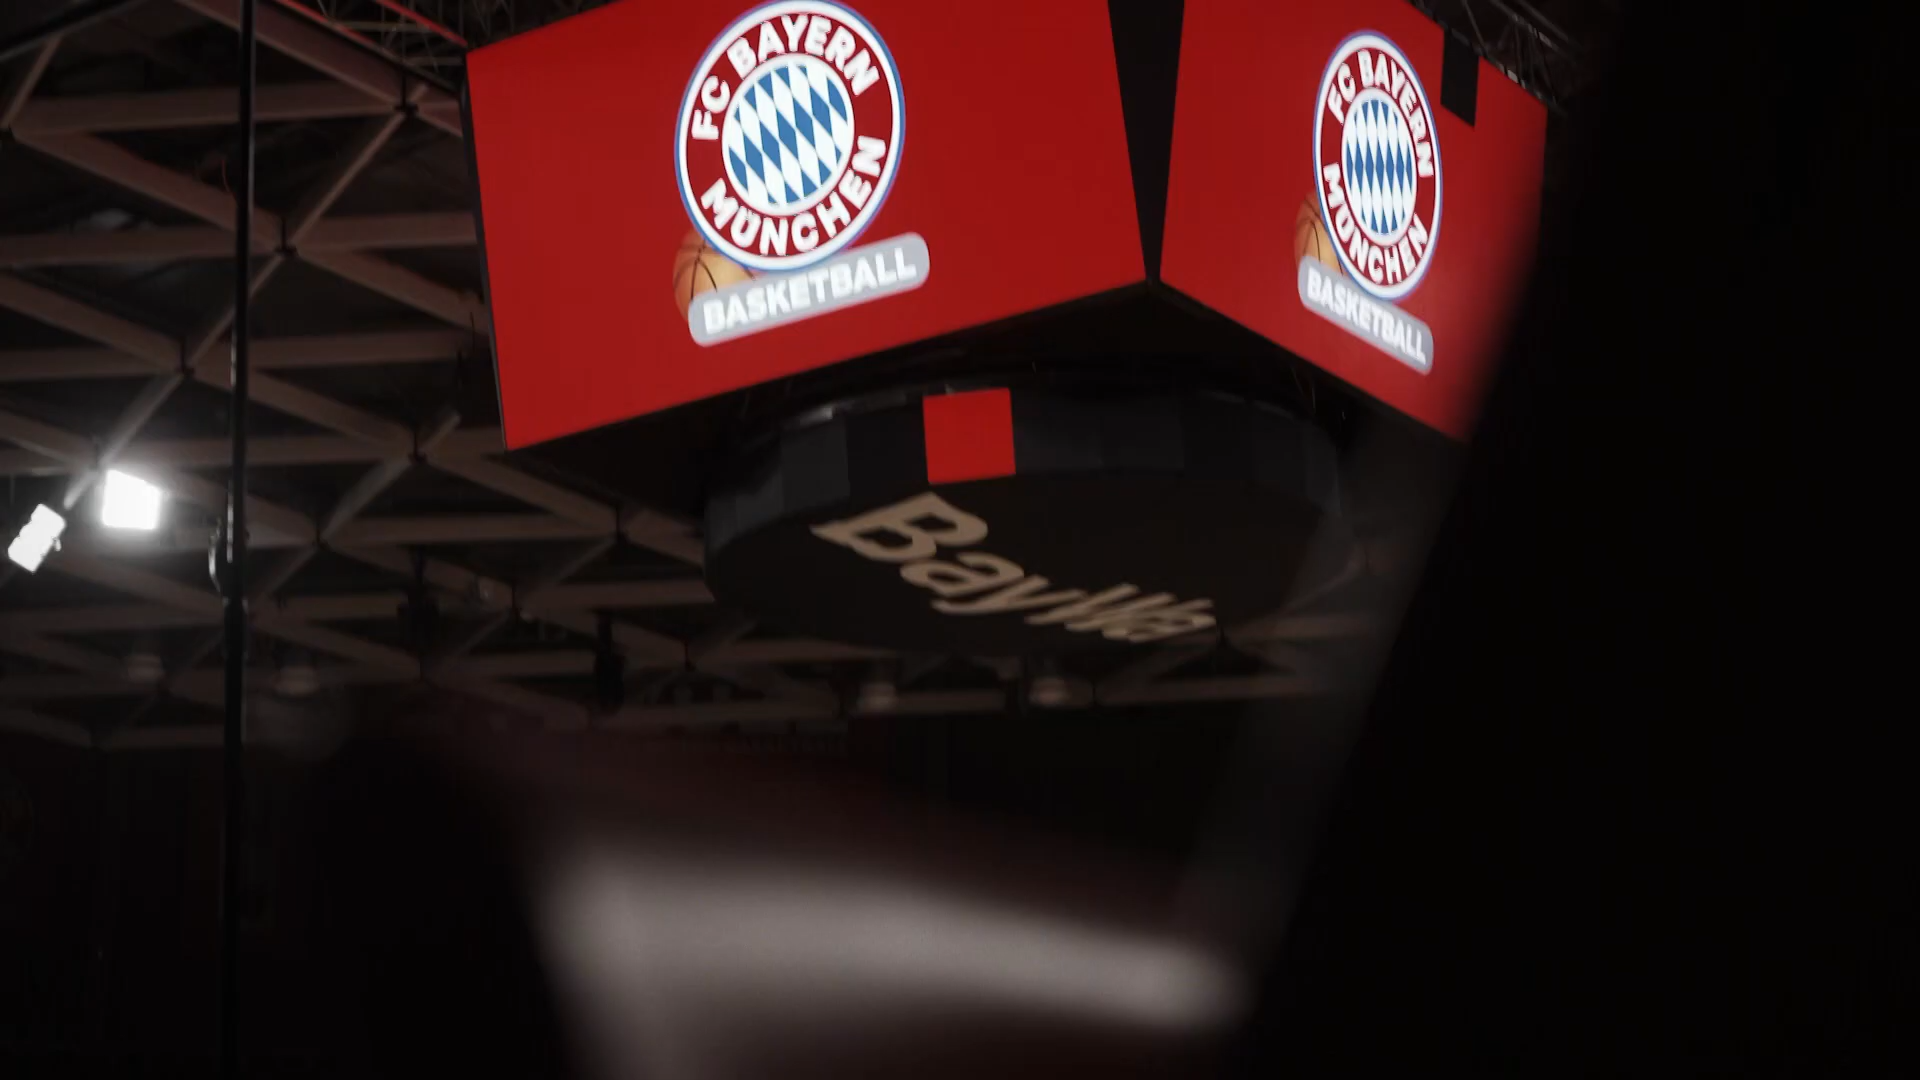 FC BAYERN
MÜNCHEN
BASKETBALL
FC BAYERN
MÜNCHEN
BASKETBALL
BayWa